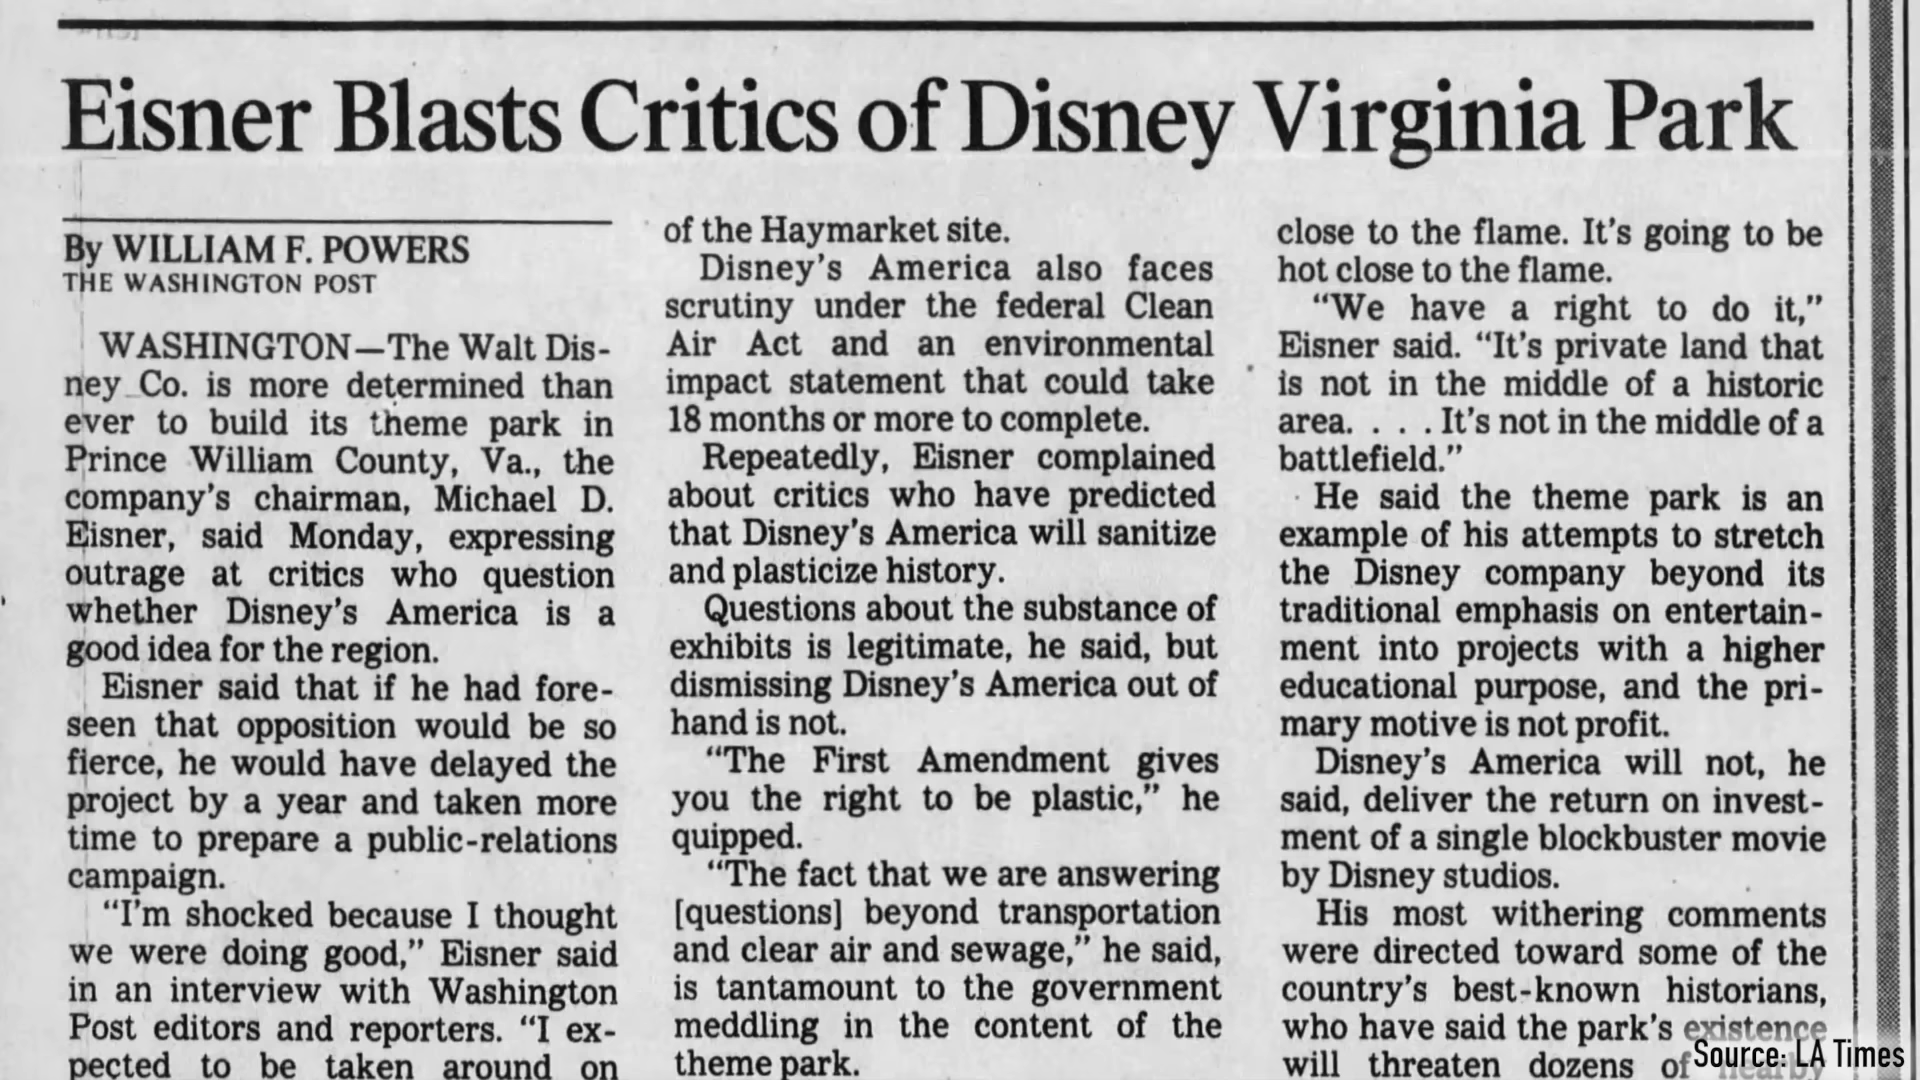 Eisner Blasts Critics of Disney Virginia Park
By WILLIAM F. POWERS
THE WASHINGTON POST
WASHINGTON—The Walt Dis-
ney Co. is more determined than
ever to build its theme park in
Prince William County, Va., the
company's chairman, Michael D.
Eisner, said Monday, expressing
outrage at critics who question
whether Disney's America is a
good idea for the region.
Eisner said that if he had fore-
seen that opposition would be so
fierce, he would have delayed the
project by a year and taken more
time to prepare a public-relations
campaign.
“I'm shocked because I thought
we were doing good,” Eisner said
in an interview with Washington
Post editors and reporters. “I ex-
pected to be taken around on
of the Haymarket site.
Disney's America also faces
scrutiny under the federal Clean
Air Act and an environmental
impact statement that could take
18 months or more to complete.
Repeatedly, Eisner complained
about critics who have predicted
that Disney's America will sanitize
and plasticize history.
Questions about the substance of
exhibits is legitimate, he said, but
dismissing Disney's America out of
hand is not.
“The First Amendment gives
you the right to be plastic,” he
quipped.
“The fact that we are answering
[questions] beyond transportation
and clear air and sewage,” he said,
is tantamount to the government
meddling in the content of the
theme park.
close to the flame. It's going to be
hot close to the flame.
“We have a right to do it,”
Eisner said. “It's private land that
is not in the middle of a historic
area. . . . It's not in the middle of a
battlefield.”
He said the theme park is an
example of his attempts to stretch
the Disney company beyond its
traditional emphasis on entertain-
ment into projects with a higher
educational purpose, and the pri-
mary motive is not profit.
Disney's America will not, he
said, deliver the return on invest-
ment of a single blockbuster movie
by Disney studios.
His most withering comments
were directed toward some of the
country's best-known historians,
who have said the park's existence
will threaten dozens of nearby
Source: LA Times